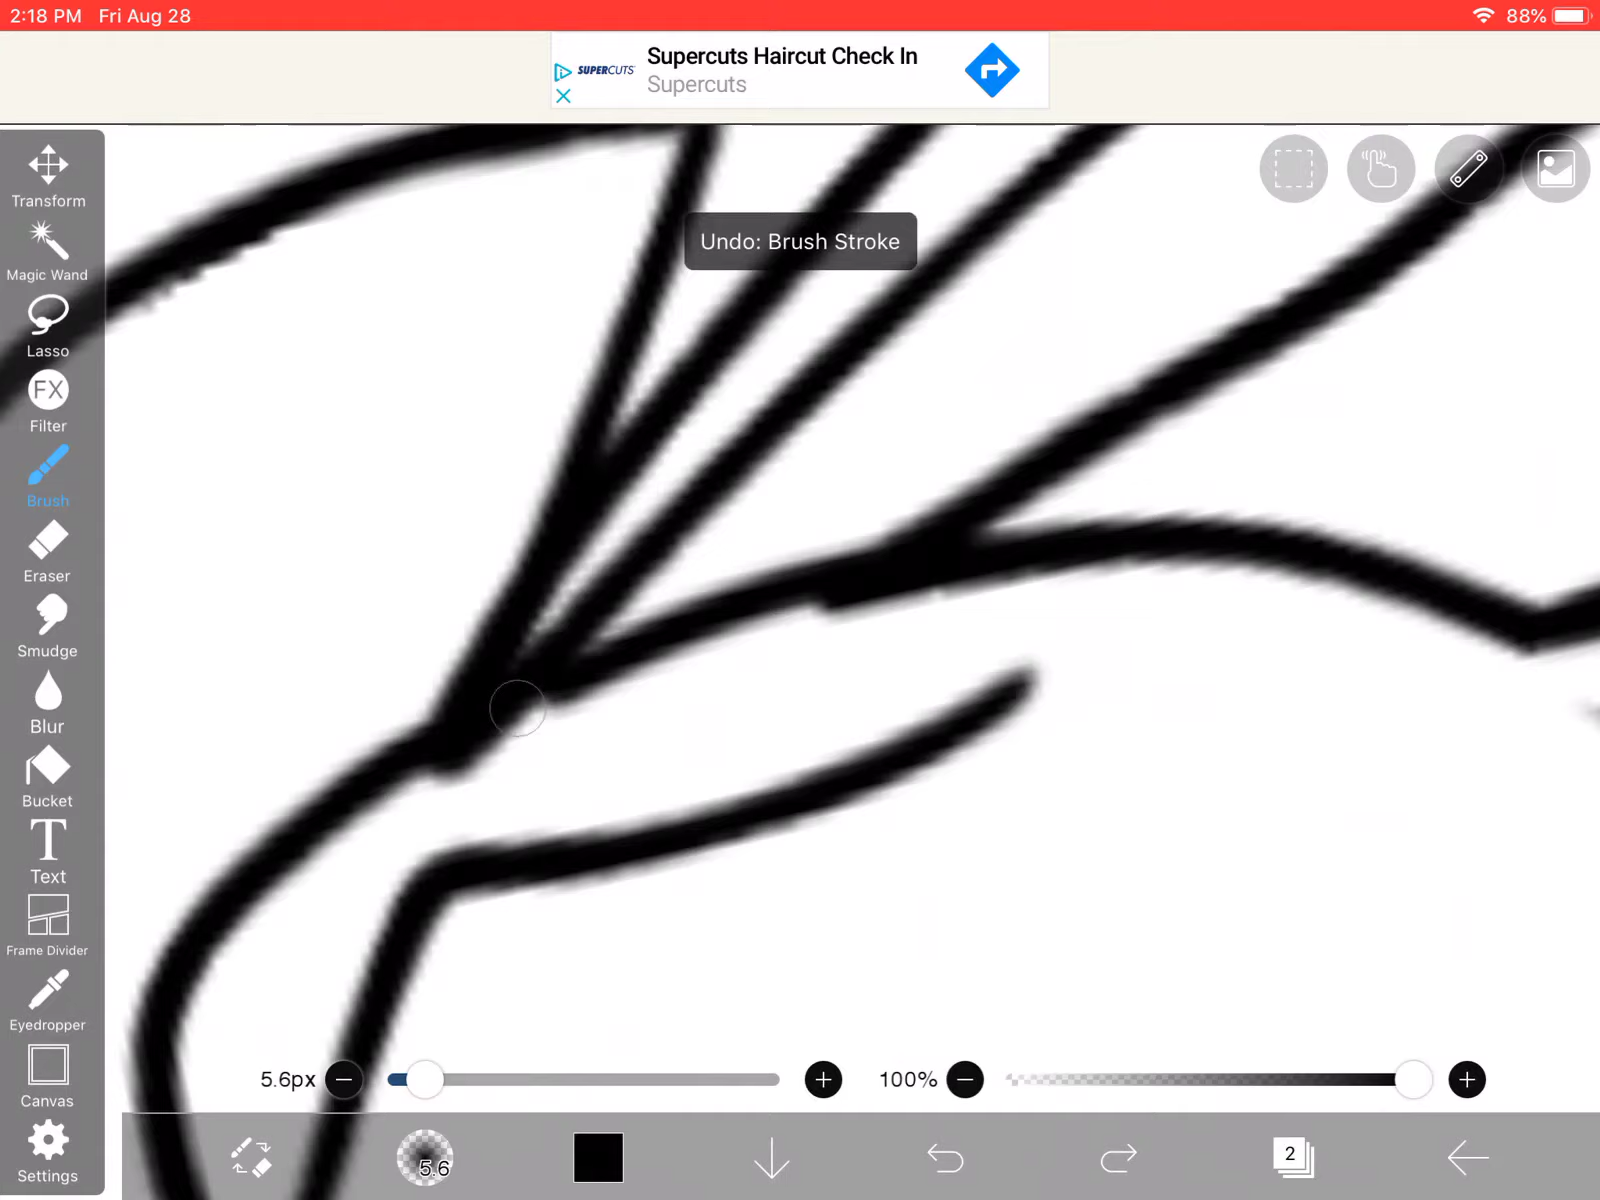 2:18 PM Fri Aug 28
88%
SUPERCUTS
Supercuts Haircut Check In
Supercuts
Undo: Brush Stroke
Transform
Magic Wand
Lasso
FX
Filter
Brush
Eraser
Smudge
Blur
Bucket
T
Text
Frame Divider
Eyedropper
Canvas
Settings
5.6px
100%
5.6
2